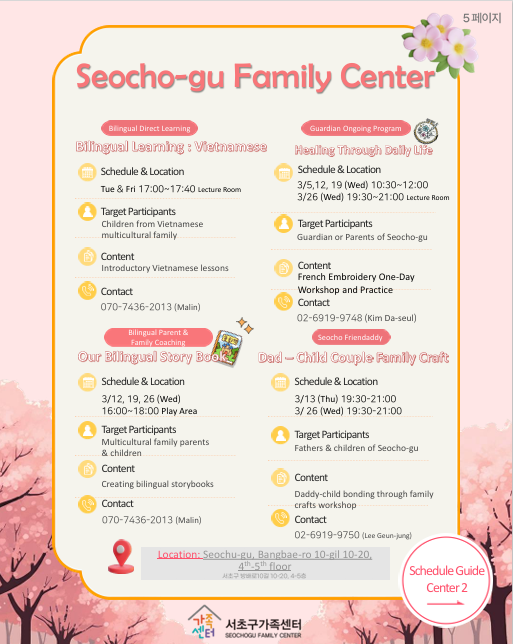 5 페이지
Seocho-gu Family Center
Bilingual Direct Learning
Bilingual Learning : Vietnamese
Schedule & Location
Tue & Fri 17:00~17:40 Lecture Room
Target Participants
Children from Vietnamese
multicultural family
Content
Introductory Vietnamese lessons
Contact
070-7436-2013 (Malin)
Guardian Ongoing Program
Healing Through Daily Life
Schedule & Location
3/5,12, 19 (Wed) 10:30~12:00
3/26 (Wed) 19:30~21:00 Lecture Room
Target Participants
Guardian or Parents of Seocho-gu
Content
French Embroidery One-Day
Workshop and Practice
Contact
02-6919-9748 (Kim Da-seul)
Bilingual Parent &
Family Coaching
Our Bilingual Story Book
Schedule & Location
3/12, 19, 26 (Wed)
16:00~18:00 Play Area
Target Participants
Multicultural family parents
& children
Content
Creating bilingual storybooks
Contact
070-7436-2013 (Malin)
Seocho Friendaddy
Dad – Child Couple Family Craft
Schedule & Location
3/13 (Thu) 19:30-21:00
3/ 26 (Wed) 19:30-21:00
Target Participants
Fathers & children of Seocho-gu
Content
Daddy-child bonding through family
crafts workshop
Contact
02-6919-9750 (Lee Geun-jung)
Location: Seochu-gu, Bangbae-ro 10-gil 10-20,
4th-5th floor
서초구 방배로10길 10-20, 4-5층
Schedule Guide
Center 2
가족센터
서초구가족센터
SEOCHOGU FAMILY CENTER